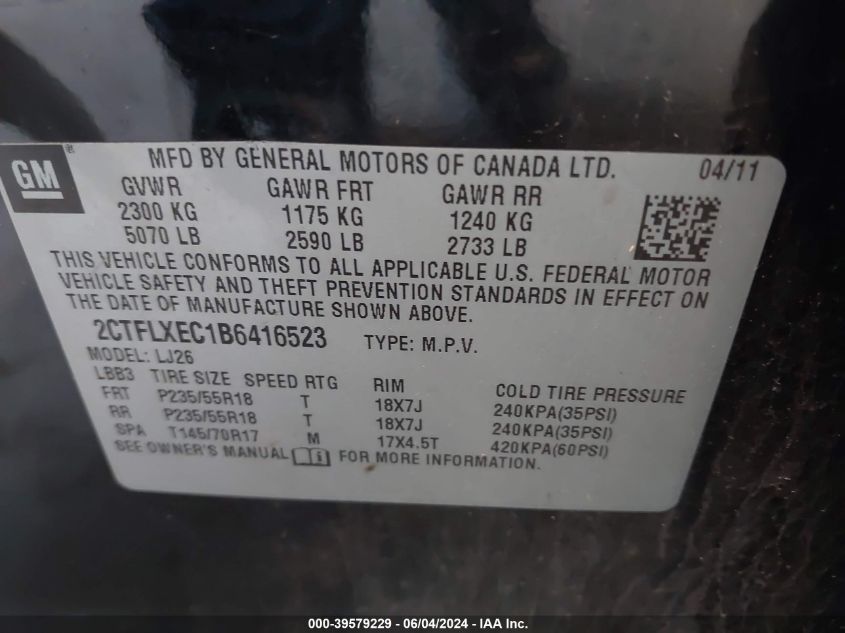 GM
MFD BY GENERAL MOTORS OF CANADA LTD. 04/11
GVWR GAWR FRT GAWR RR
2300 KG 1175 KG 1240 KG
5070 LB 2590 LB 2733 LB
THIS VEHICLE CONFORMS TO ALL APPLICABLE U.S. FEDERAL MOTOR
VEHICLE SAFETY AND THEFT PREVENTION STANDARDS IN EFFECT ON
THE DATE OF MANUFACTURE SHOWN ABOVE.
2CTFLXEC1B6416523 TYPE: M.P.V.
MODEL: LJ26
LBB3 TIRE SIZE SPEED RTG RIM COLD TIRE PRESSURE
FRT P235/55R18 T 18X7J 240KPA(35PSI)
RR P235/55R18 T 18X7J 240KPA(35PSI)
SPA T145/70R17 M 17X4.5T 420KPA(60PSI)
SEE OWNER'S MANUAL i FOR MORE INFORMATION.
000-39579229 - 06/04/2024 - IAA Inc.